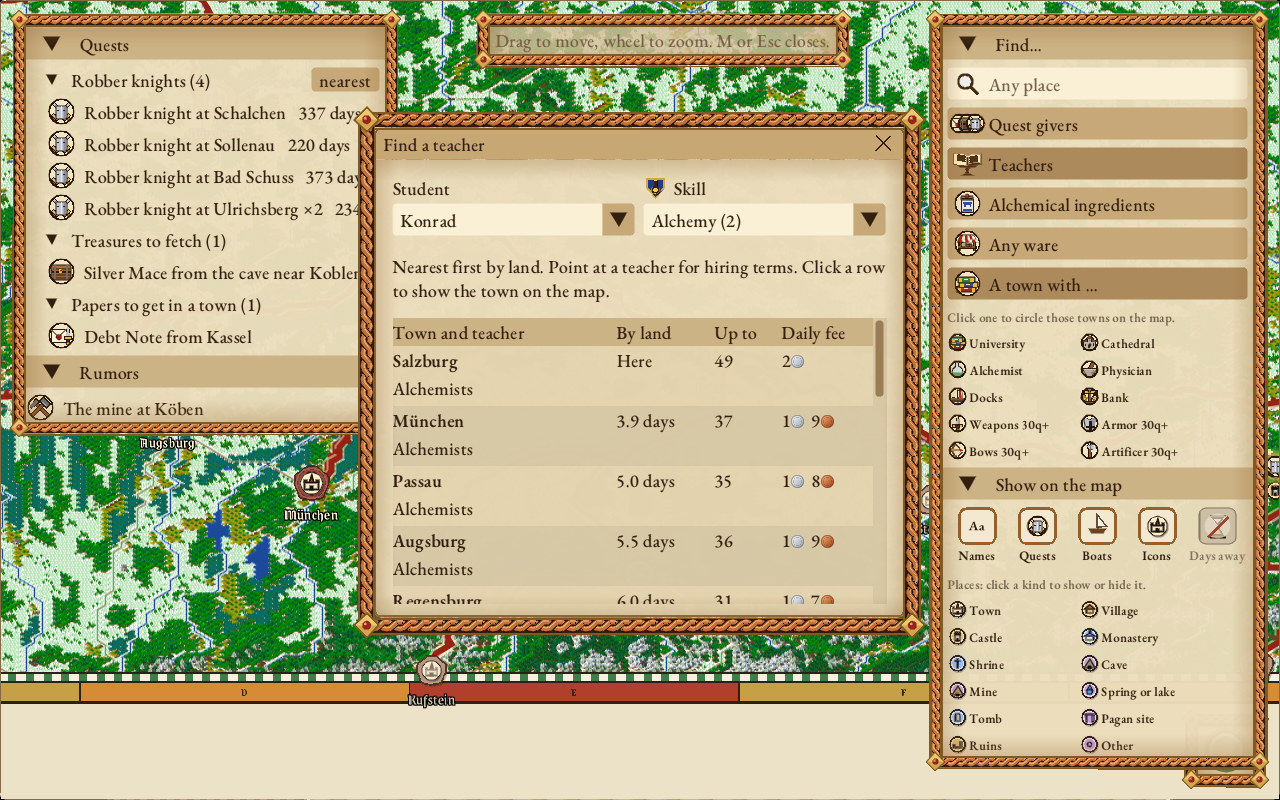 Quests
Robber knights (4)
nearest
Robber knight at Schalchen 337 days
Robber knight at Sollenau 220 days
Robber knight at Bad Schuss 373 day
Robber knight at Ulrichsberg ×2 234
Treasures to fetch (1)
Silver Mace from the cave near Koblen
Papers to get in a town (1)
Debt Note from Kassel
Rumors
The mine at Köben
Drag to move, wheel to zoom. M or Esc closes.
Find a teacher
Student
Skill
Konrad
Alchemy (2)
Nearest first by land. Point at a teacher for hiring terms. Click a row
to show the town on the map.
Town and teacher By land Up to Daily fee
Salzburg Here 49 2
Alchemists
München 3.9 days 37 1 9
Alchemists
Passau 5.0 days 35 1 8
Alchemists
Augsburg 5.5 days 36 1 9
Alchemists
Regensburg 6.0 days 31 1 7
Find...
Any place
Quest givers
Teachers
Alchemical ingredients
Any ware
A town with ...
Click one to circle those towns on the map.
University Cathedral
Alchemist Physician
Docks Bank
Weapons 30q+ Armor 30q+
Bows 30q+ Artificer 30q+
Show on the map
Aa
Names Quests Boats Icons Days away
Places: click a kind to show or hide it.
Town Village
Castle Monastery
Shrine Cave
Mine Spring or lake
Tomb Pagan site
Ruins Other
Augsburg
München
Kufstein
D E F